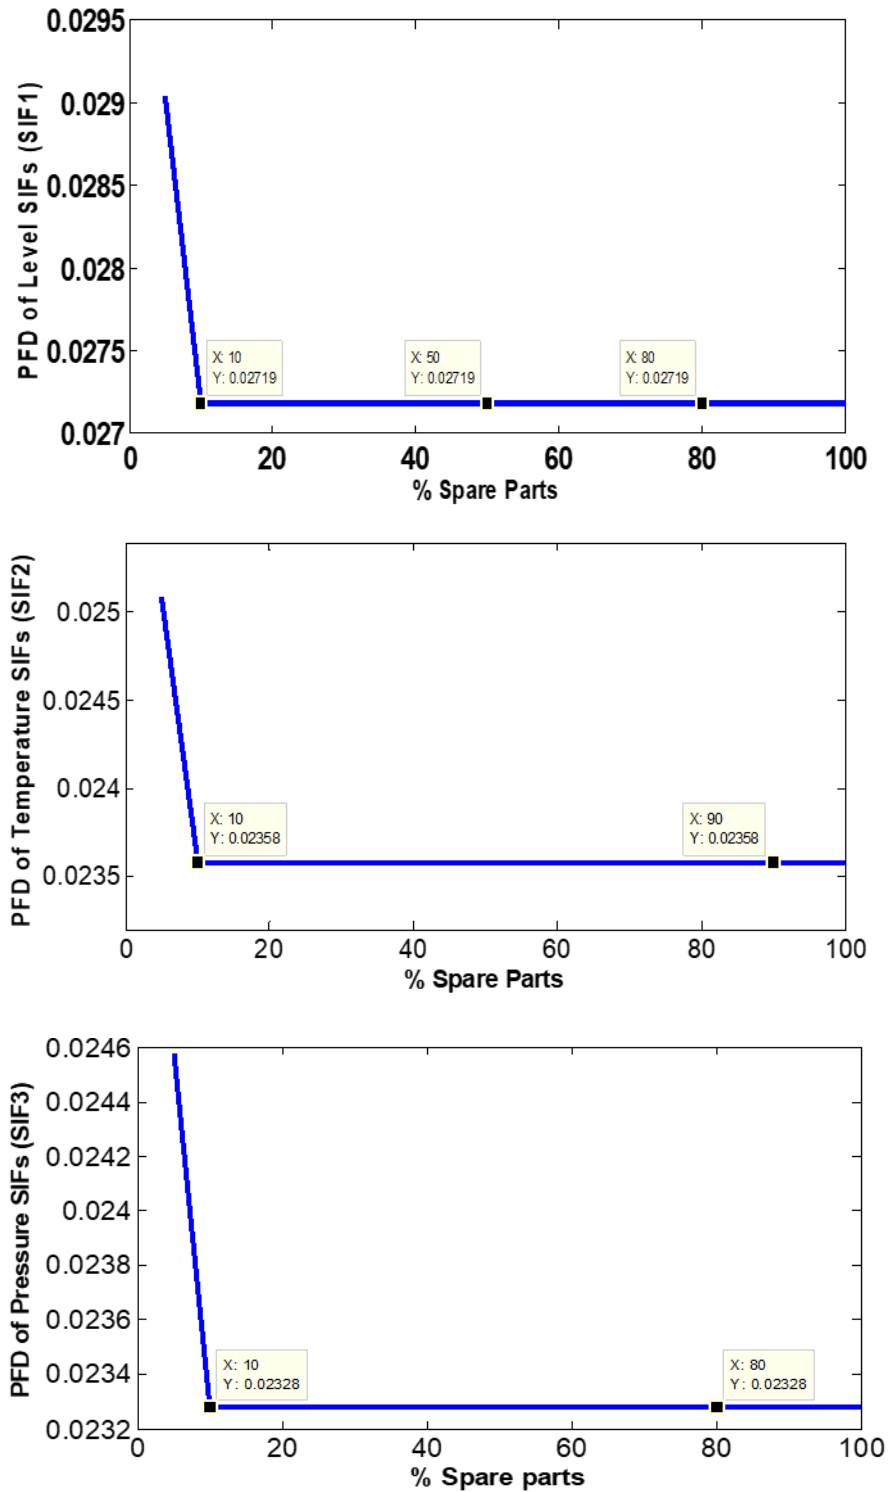 0.0295
0.029
0.0285
0.028
0.0275
0.027
PFD of Level SIFs (SIF1)
X: 10
Y: 0.02719
X: 50
Y: 0.02719
X: 80
Y: 0.02719
0 20 40 60 80 100
% Spare Parts
0.025
0.0245
0.024
0.0235
PFD of Temperature SIFs (SIF2)
X: 10
Y: 0.02358
X: 90
Y: 0.02358
0 20 40 60 80 100
% Spare Parts
0.0246
0.0244
0.0242
0.024
0.0238
0.0236
0.0234
0.0232
PFD of Pressure SIFs (SIF3)
X: 10
Y: 0.02328
X: 80
Y: 0.02328
0 20 40 60 80 100
% Spare parts